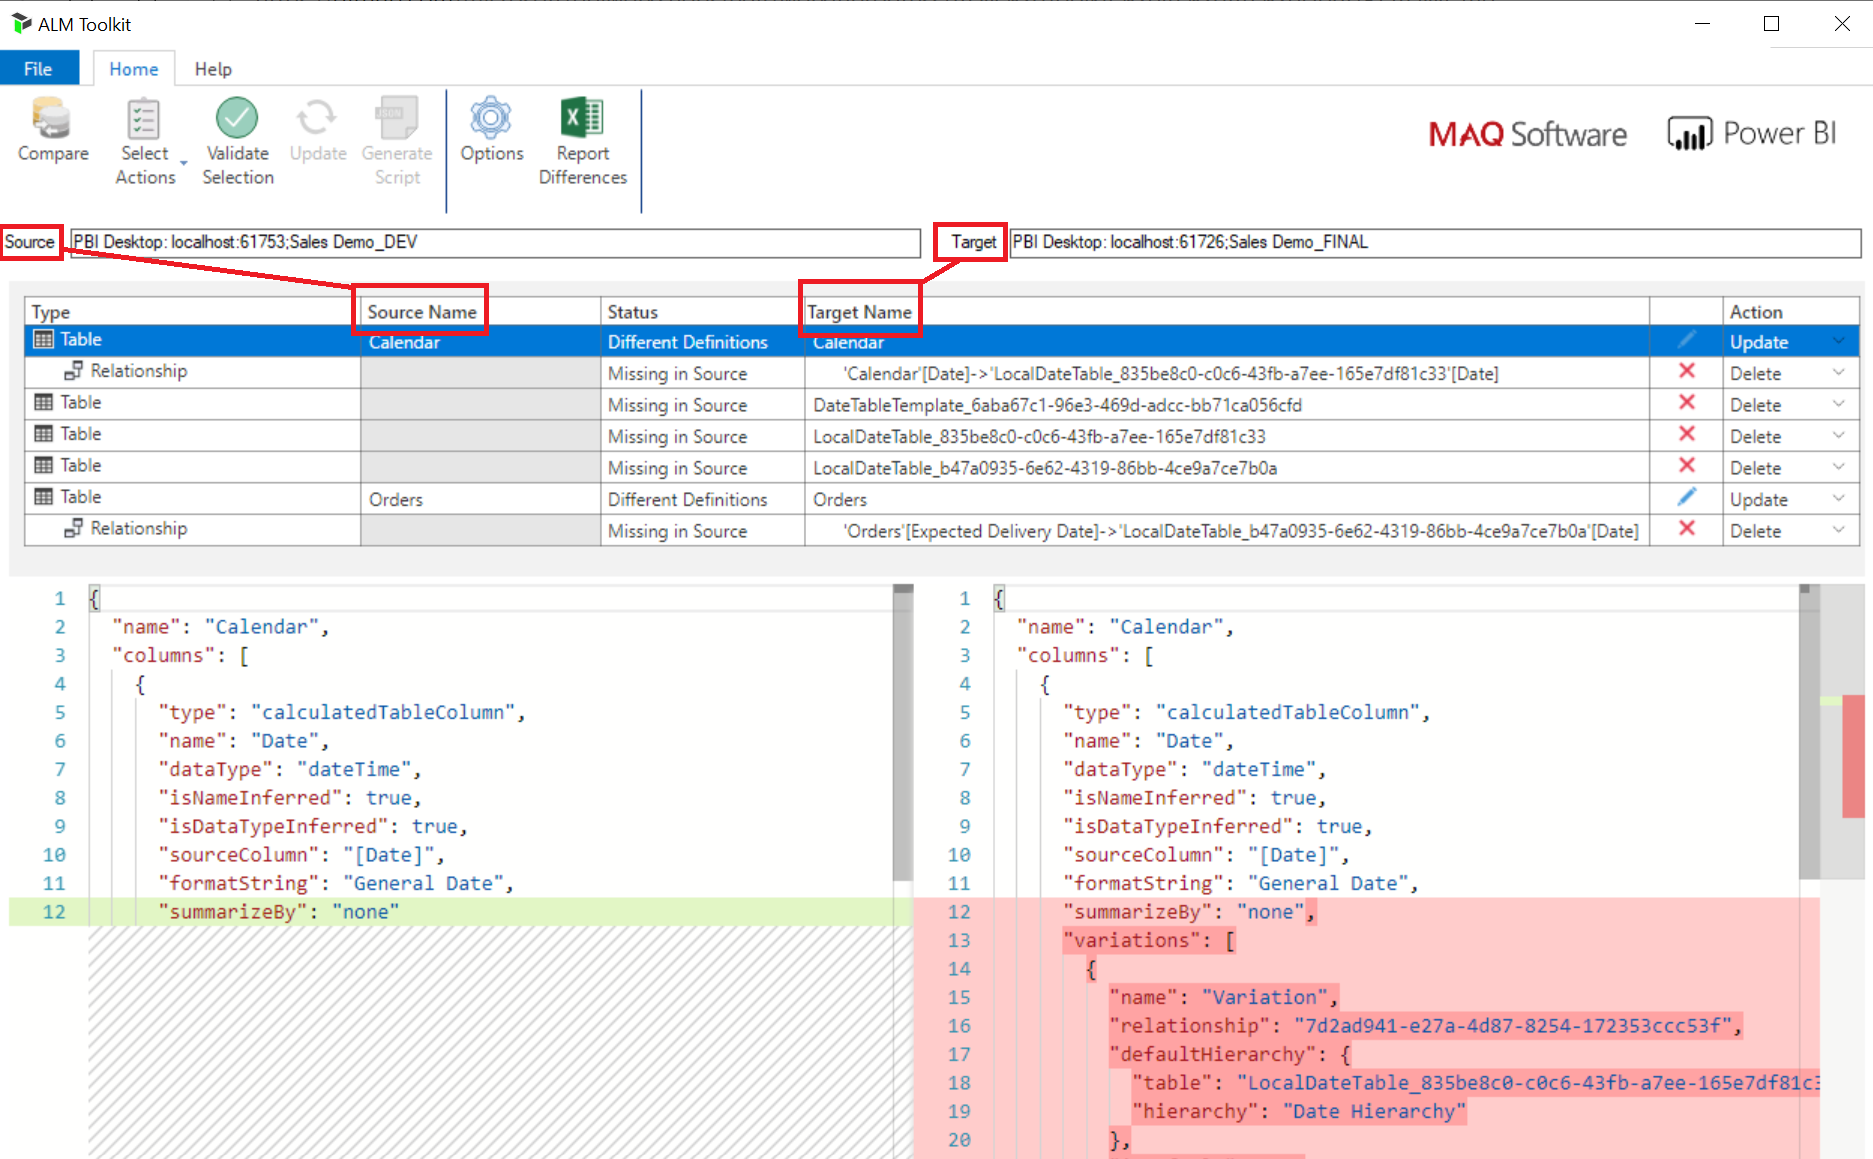 ALM Toolkit
File Home Help
Compare Select Actions Validate Selection Update Generate Script Options Report Differences
MAQ Software Power BI
Source PBI Desktop: localhost:61753;Sales Demo_DEV Target PBI Desktop: localhost:61726;Sales Demo_FINAL
Type Source Name Status Target Name Action
Table Calendar Different Definitions Calendar Update
Relationship Missing in Source 'Calendar'[Date]->'LocalDateTable_835be8c0-c0c6-43fb-a7ee-165e7df81c33'[Date] Delete
Table Missing in Source DateTableTemplate_6aba67c1-96e3-469d-adcc-bb71ca056cfd Delete
Table Missing in Source LocalDateTable_835be8c0-c0c6-43fb-a7ee-165e7df81c33 Delete
Table Missing in Source LocalDateTable_b47a0935-6e62-4319-86bb-4ce9a7ce7b0a Delete
Table Orders Different Definitions Orders Update
Relationship Missing in Source 'Orders'[Expected Delivery Date]->'LocalDateTable_b47a0935-6e62-4319-86bb-4ce9a7ce7b0a'[Date] Delete
1 {
2 "name": "Calendar",
3 "columns": [
4 {
5 "type": "calculatedTableColumn",
6 "name": "Date",
7 "dataType": "dateTime",
8 "isNameInferred": true,
9 "isDataTypeInferred": true,
10 "sourceColumn": "[Date]",
11 "formatString": "General Date",
12 "summarizeBy": "none"
1 {
2 "name": "Calendar",
3 "columns": [
4 {
5 "type": "calculatedTableColumn",
6 "name": "Date",
7 "dataType": "dateTime",
8 "isNameInferred": true,
9 "isDataTypeInferred": true,
10 "sourceColumn": "[Date]",
11 "formatString": "General Date",
12 "summarizeBy": "none",
13 "variations": [
14 {
15 "name": "Variation",
16 "relationship": "7d2ad941-e27a-4d87-8254-172353ccc53f",
17 "defaultHierarchy": {
18 "table": "LocalDateTable_835be8c0-c0c6-43fb-a7ee-165e7df81c3
19 "hierarchy": "Date Hierarchy"
20 },